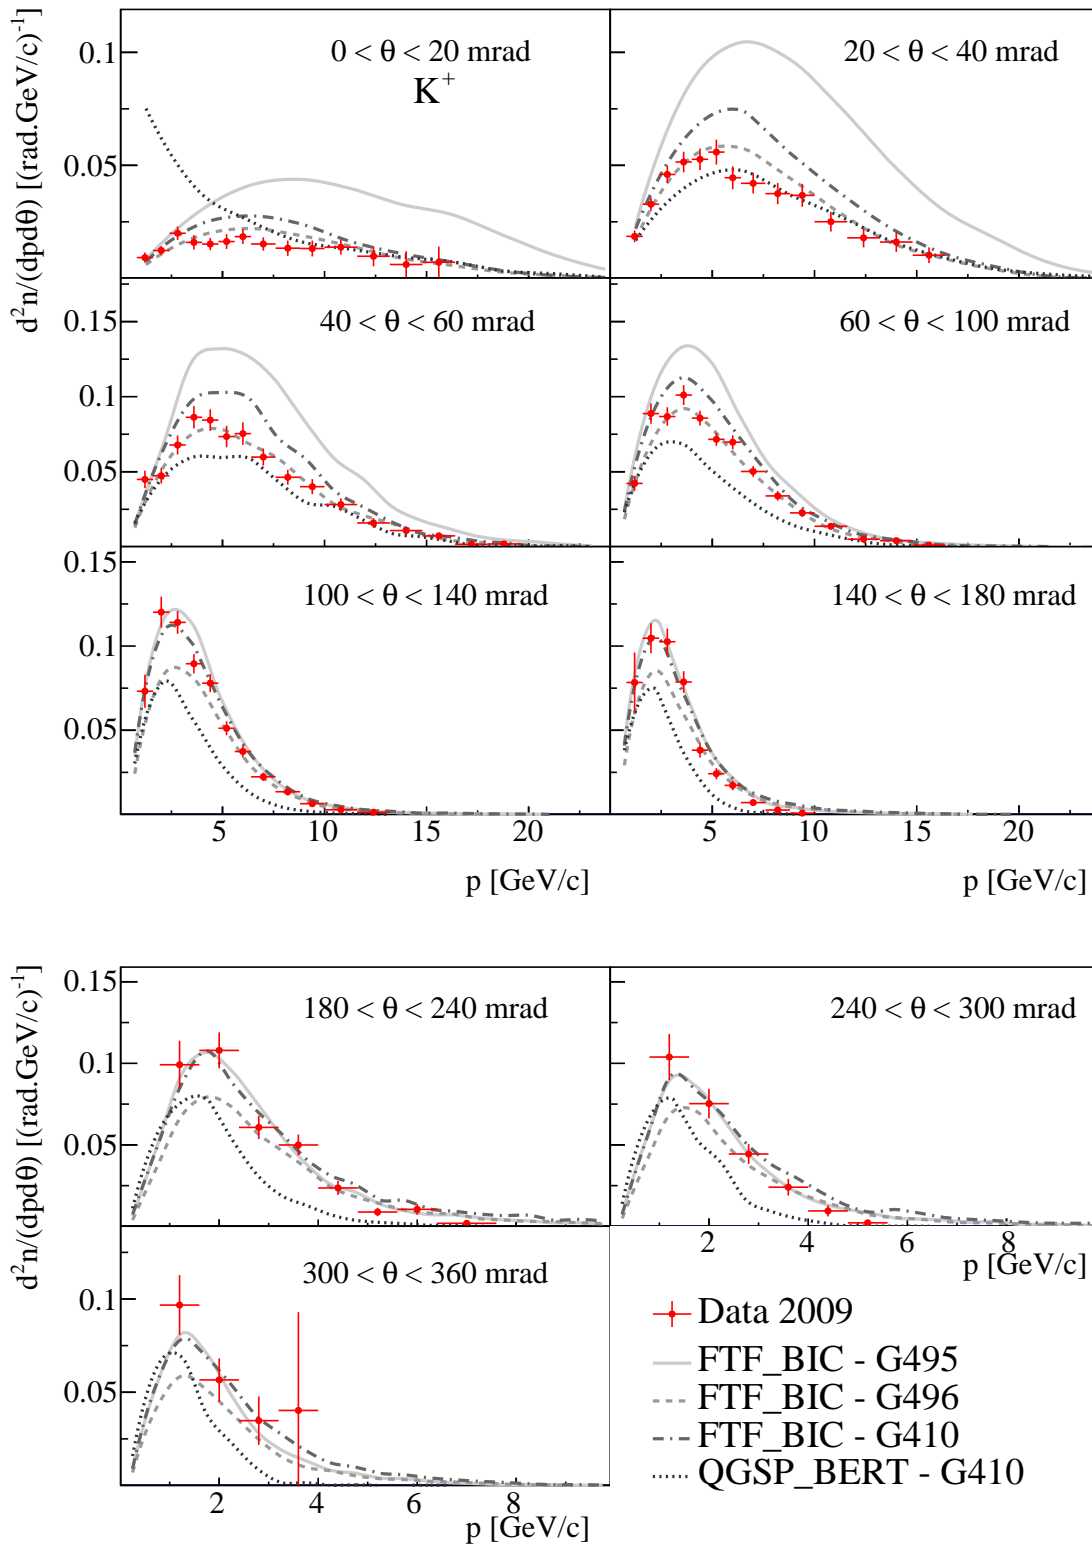 d²n/(dpdθ) [(rad.GeV/c)⁻¹]
0 < θ < 20 mrad
K⁺
20 < θ < 40 mrad
0.1
0.05
40 < θ < 60 mrad
60 < θ < 100 mrad
0.15
0.1
0.05
100 < θ < 140 mrad
140 < θ < 180 mrad
0.15
0.1
0.05
5 10 15 20
5 10 15 20
p [GeV/c]
p [GeV/c]
d²n/(dpdθ) [(rad.GeV/c)⁻¹]
180 < θ < 240 mrad
240 < θ < 300 mrad
0.15
0.1
0.05
2 4 6 8
p [GeV/c]
300 < θ < 360 mrad
0.1
0.05
2 4 6 8
p [GeV/c]
Data 2009
FTF_BIC - G495
FTF_BIC - G496
FTF_BIC - G410
QGSP_BERT - G410